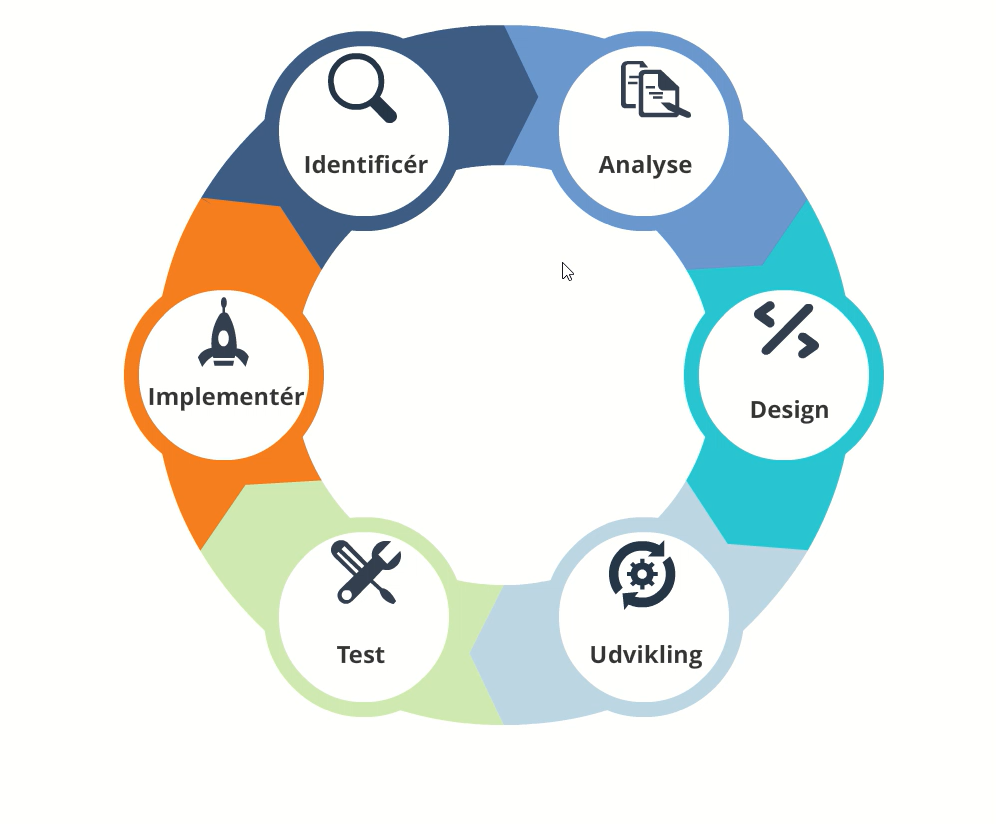 Identificér
Analyse
Implementér
Design
Test
Udvikling